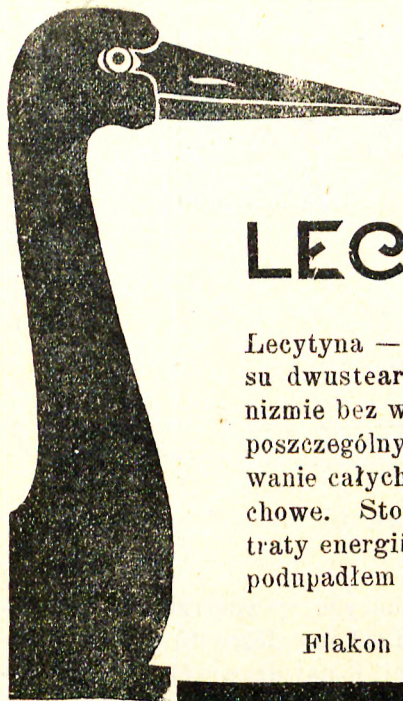 LEC
Lecytyna —
su dwustear
nizmie bez w
poszczególny
wanie całych
chowe. Sto
traty energii
podupadłem
Flakon